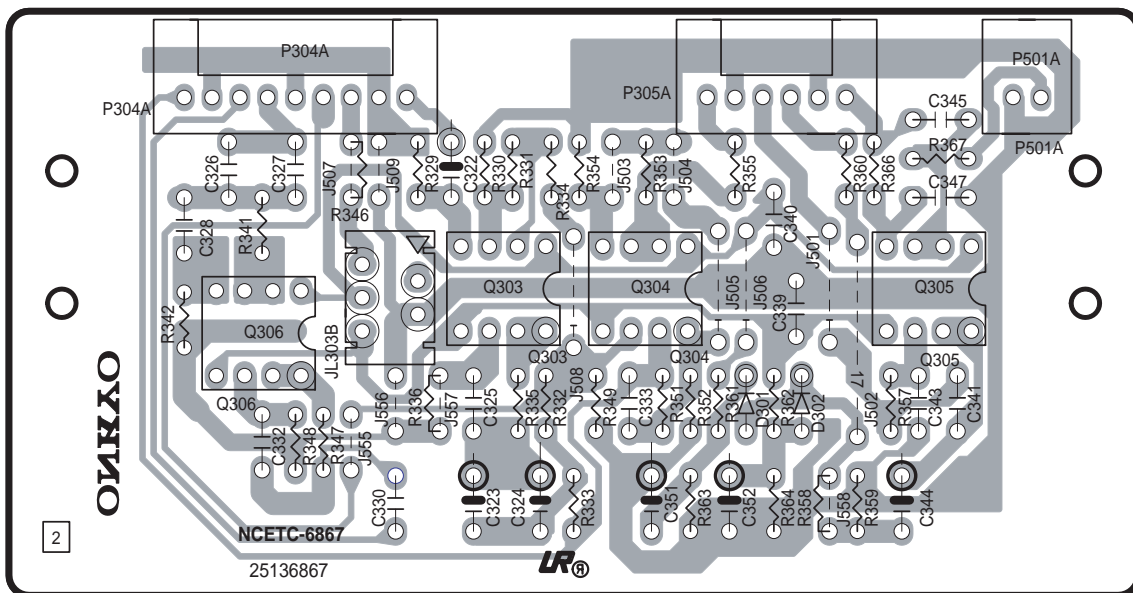 P304A
P304A
P305A
P501A
P501A
C345
R367
C347
C326
C327
J507
J509
R329
C322
R330
R331
R334
R354
J503
R353
J504
R355
R360
R366
C328
R341
R346
C340
J501
R342
Q306
Q306
JL303B
Q303
Q303
Q304
Q304
J505
J506
C339
Q305
Q305
J508
17
J556
R336
J557
C325
R335
R332
R349
C333
R351
R352
R361
D301
R362
D302
J502
R357
C343
C341
C332
R348
R347
J555
C330
C323
C324
R333
C351
R363
C352
R364
R358
J558
R359
C344
ONKYO
2
NCETC-6867
25136867
UR®